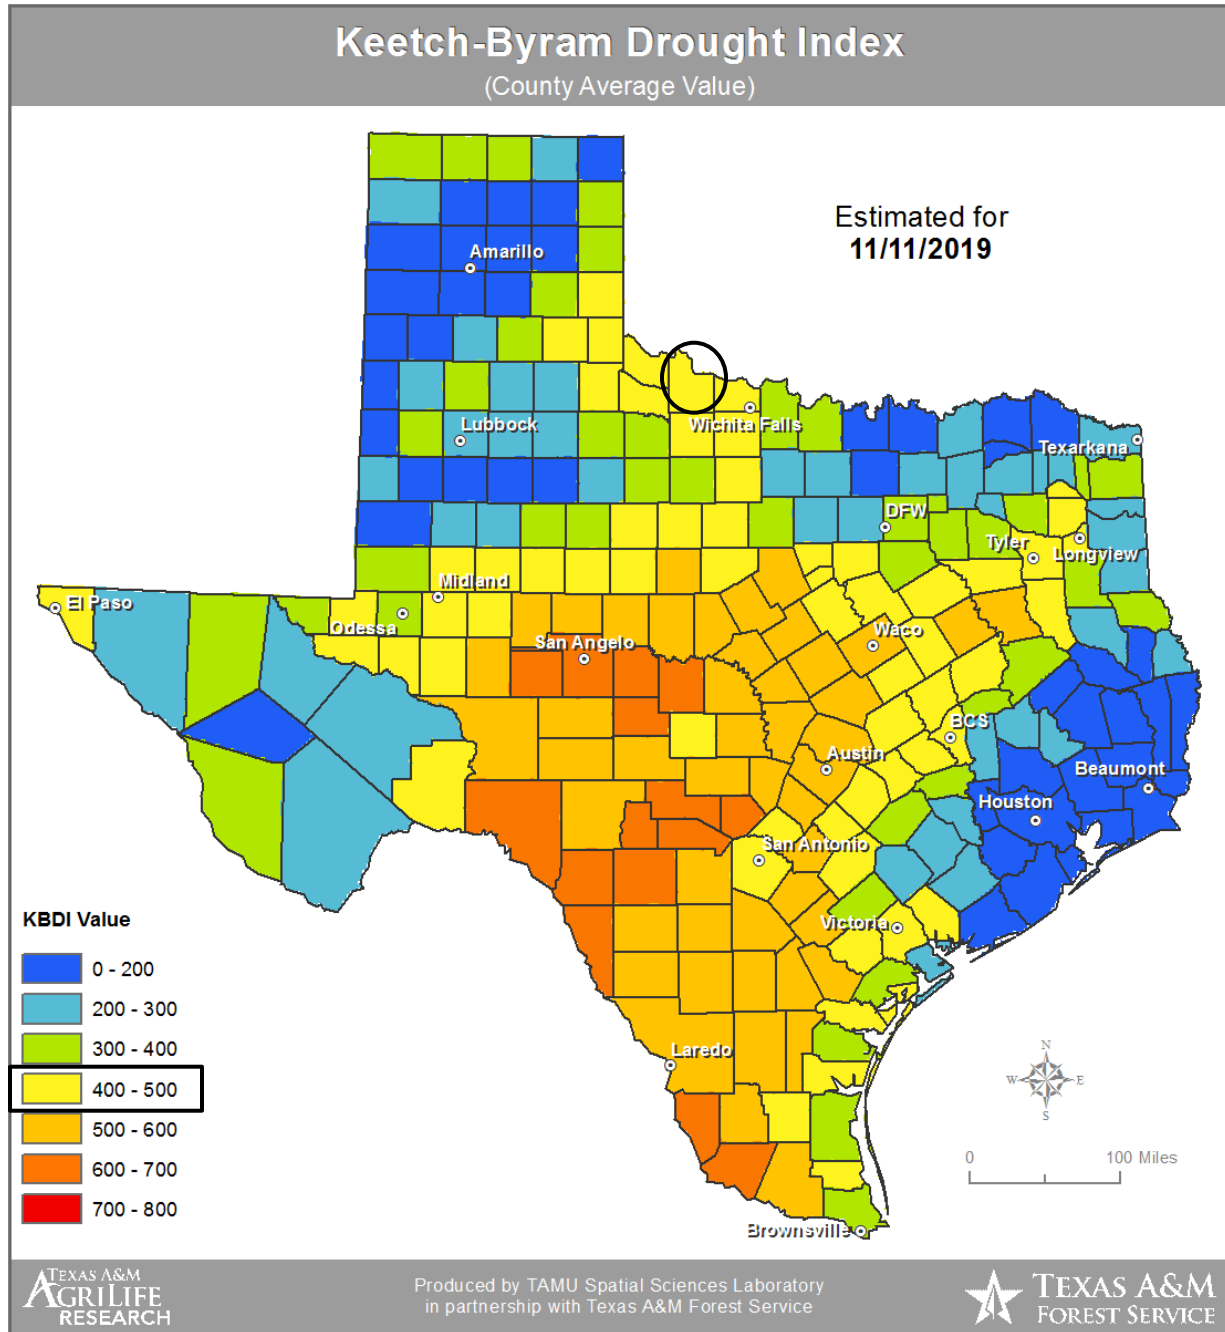 Keetch-Byram Drought Index
(County Average Value)
Estimated for
11/11/2019
Amarillo
Lubbock
Wichita Falls
Texarkana
DFW
Tyler
Longview
Midland
El Paso
Odessa
San Angelo
Waco
BCS
Austin
Beaumont
Houston
San Antonio
Victoria
Laredo
Brownsville
KBDI Value
0 - 200
200 - 300
300 - 400
400 - 500
500 - 600
600 - 700
700 - 800
N
W
E
S
0
100 Miles
TEXAS A&M
AGRILIFE
RESEARCH
Produced by TAMU Spatial Sciences Laboratory
in partnership with Texas A&M Forest Service
TEXAS A&M
FOREST SERVICE